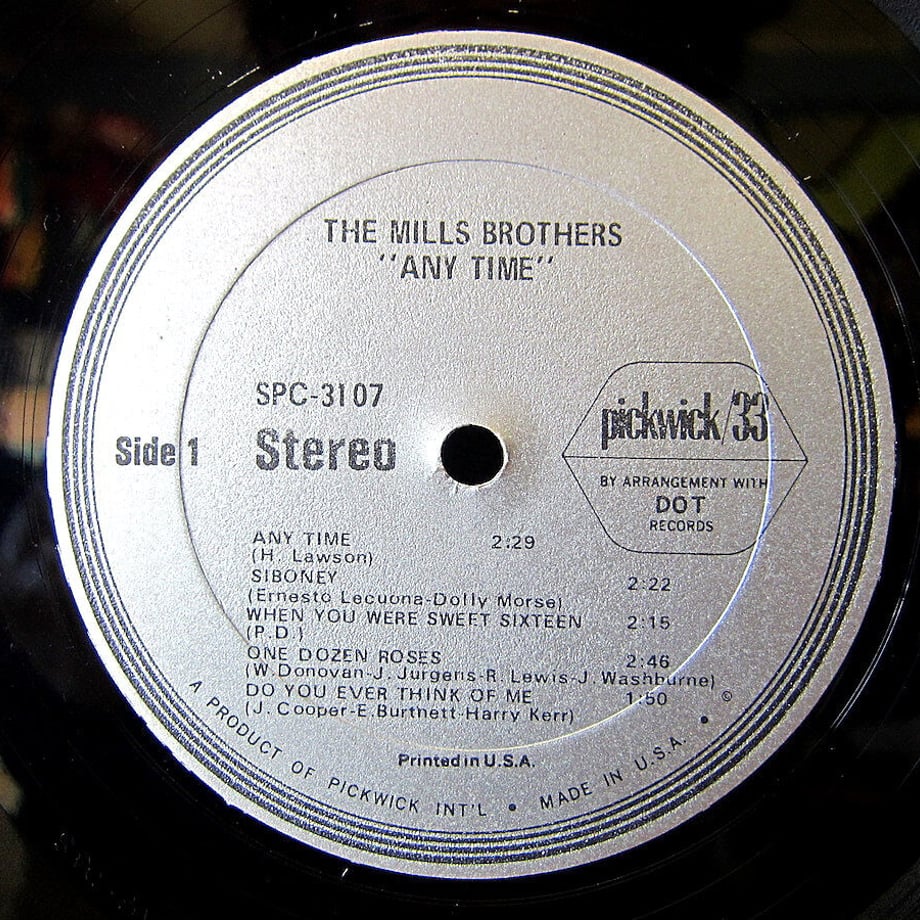 THE MILLS BROTHERS
"ANY TIME"
SPC-3107
Side 1
Stereo
pickwick/33
BY ARRANGEMENT WITH
DOT
RECORDS
ANY TIME 2:29
(H. Lawson)
SIBONEY 2:22
(Ernesto Lecuona-Dolly Morse)
WHEN YOU WERE SWEET SIXTEEN 2:15
(P.D.)
ONE DOZEN ROSES 2:46
(W.Donovan-J. Jurgens-R. Lewis-J. Washburne)
DO YOU EVER THINK OF ME 1:50
(J. Cooper-E.Burthett-Harry Kerr)
Printed in U.S.A.
A PRODUCT OF PICKWICK INT'L • MADE IN U.S.A. • ©